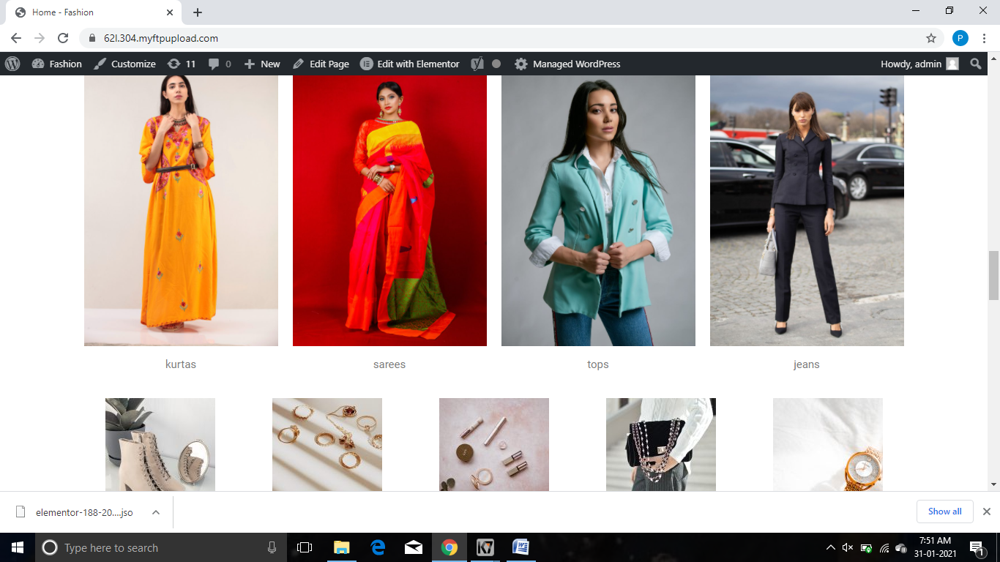 Home - Fashion
62l.304.myftpupload.com
P
Fashion Customize 11 0 New Edit Page Edit with Elementor Managed WordPress Howdy, admin
kurtas sarees tops jeans
elementor-188-20....jso Show all
Type here to search
7:51 AM
31-01-2021
1